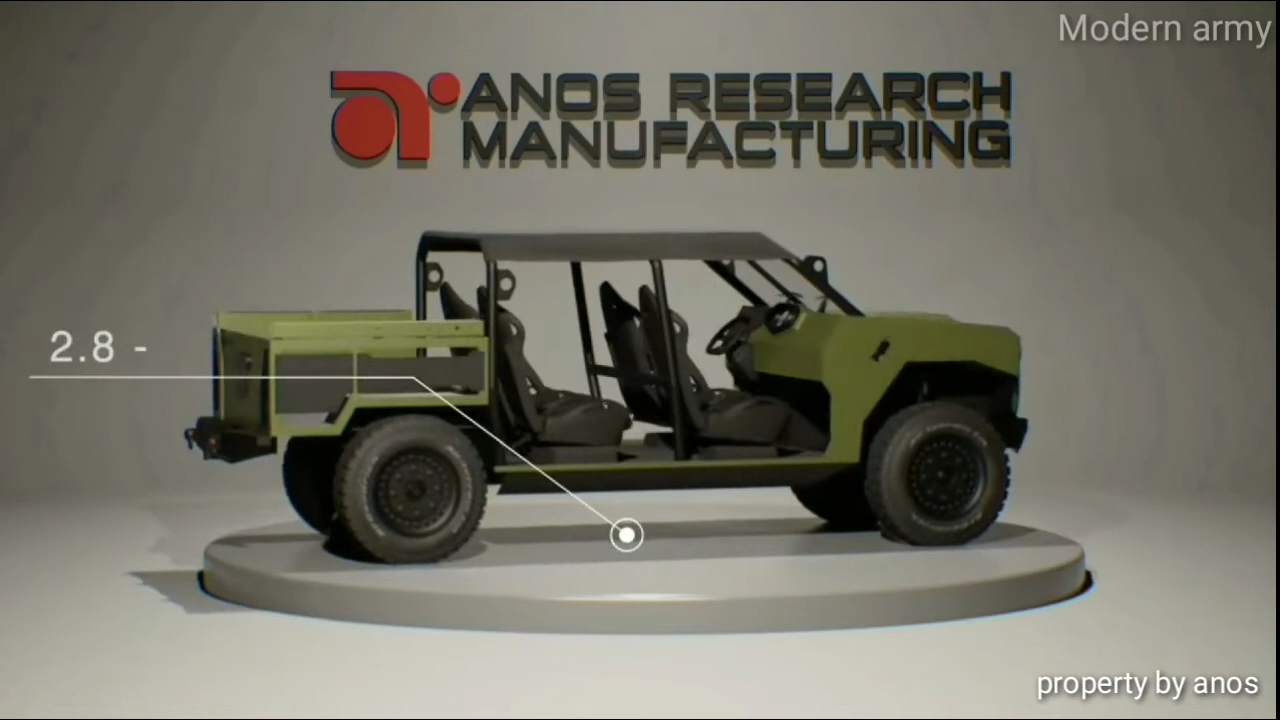 Modern army
ANOS RESEARCH
MANUFACTURING
2.8 -
property by anos